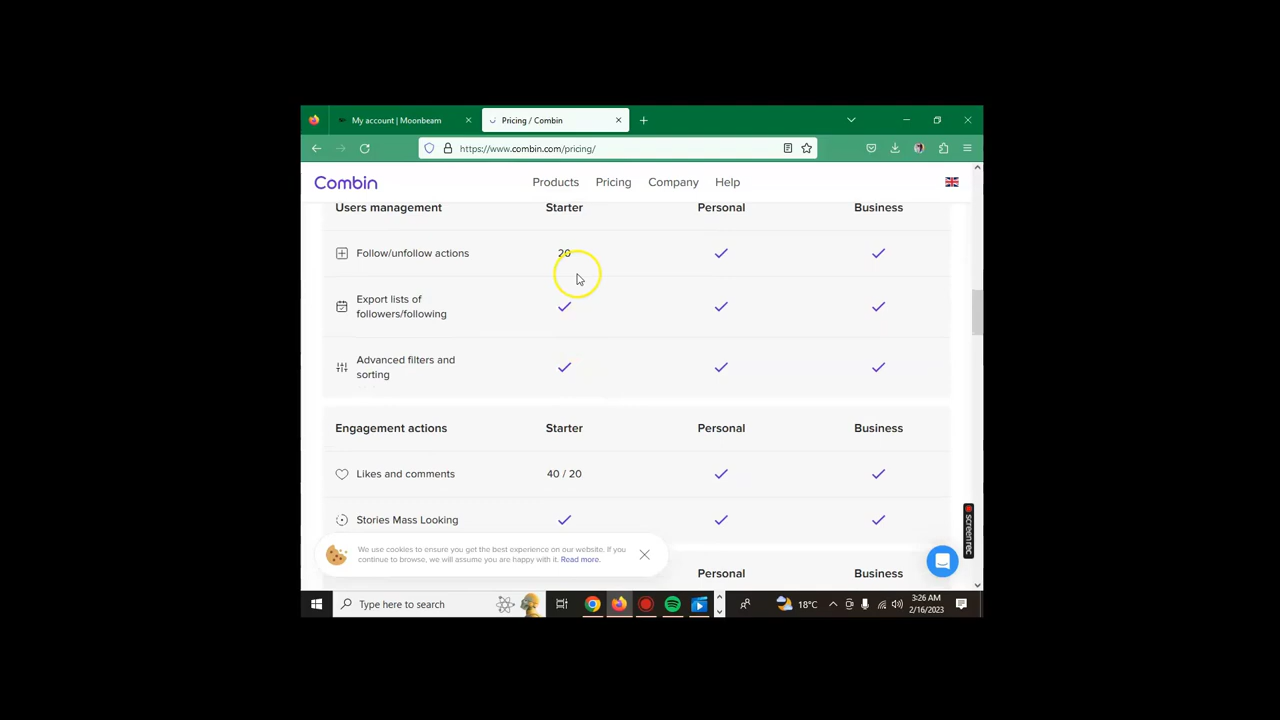 My account | Moonbeam
Pricing / Combin
https://www.combin.com/pricing/
Combin
Products Pricing Company Help
Users management Starter Personal Business
Follow/unfollow actions 20
Export lists of
followers/following
Advanced filters and
sorting
Engagement actions Starter Personal Business
Likes and comments 40 / 20
Stories Mass Looking
We use cookies to ensure you get the best experience on our website. If you
continue to browse, we will assume you are happy with it. Read more.
Personal Business
screen rec
Type here to search
18°C
3:26 AM
2/16/2023